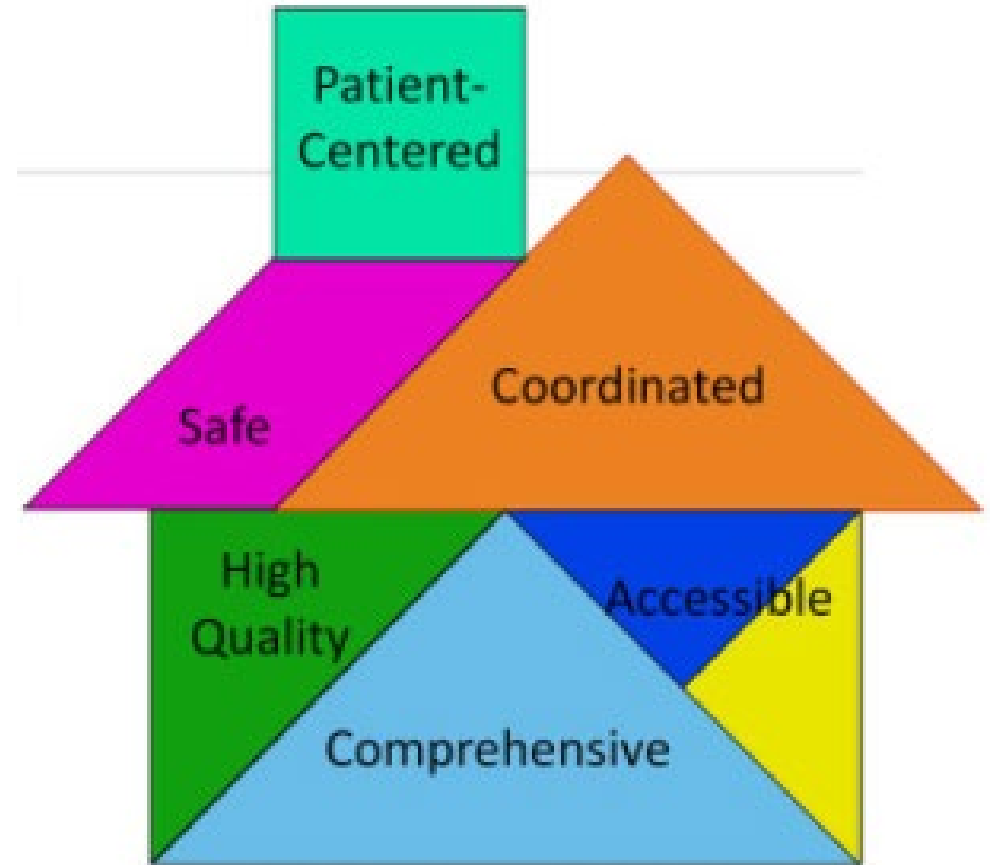 Patient-
Centered
Coordinated
Safe
High
Quality
Accessible
Comprehensive